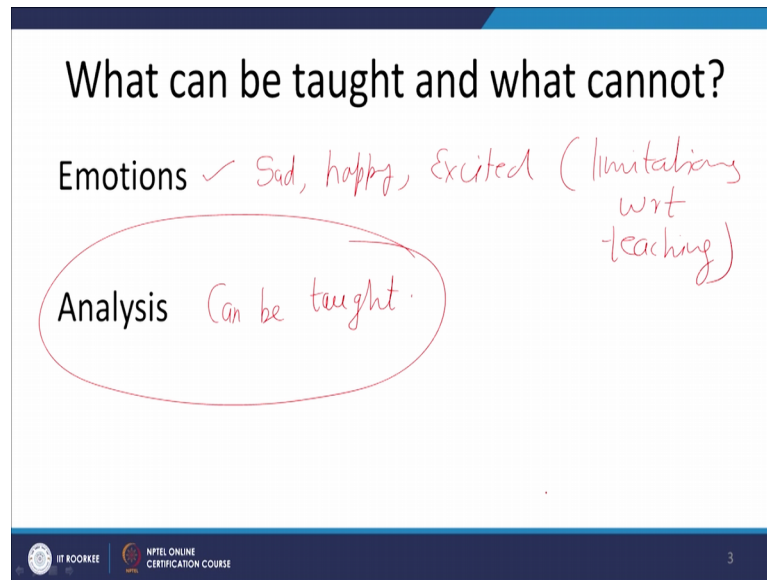 What can be taught and what cannot?
Emotions ✓ Sad, happy, Excited (limitations
wrt
teaching)
Analysis Can be taught.
IIT ROORKEE
NPTEL
NPTEL ONLINE
CERTIFICATION COURSE
3